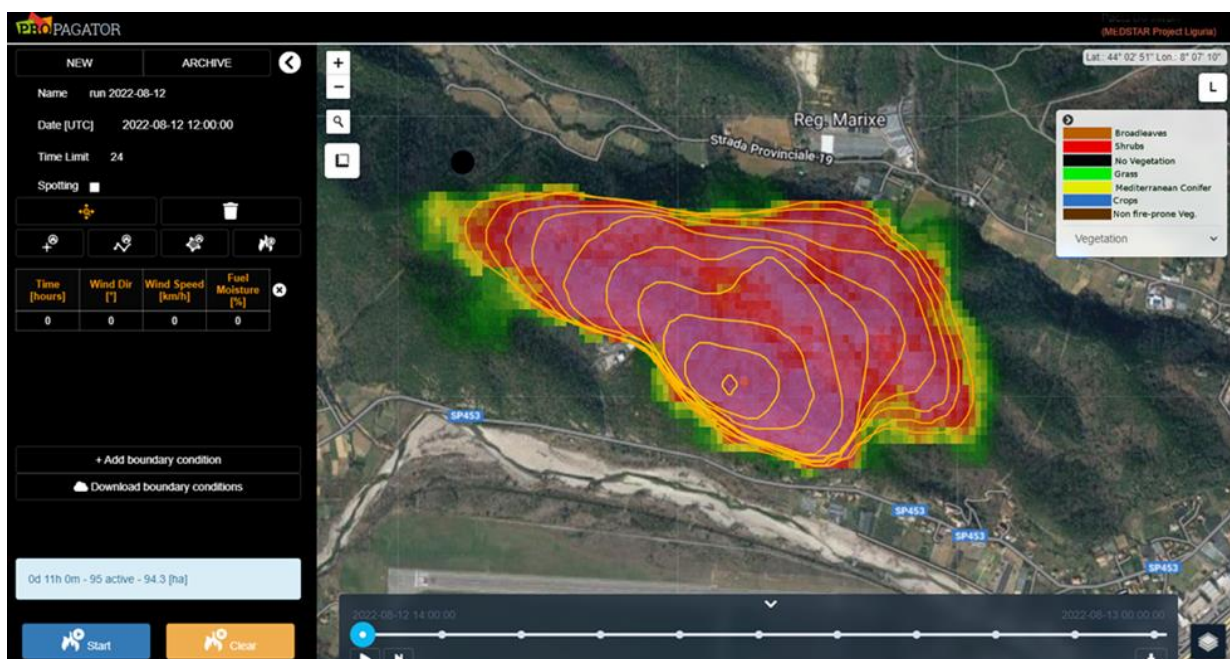 PROPAGATOR
(MEDSTAR Project Liguria)
NEW
ARCHIVE
Name run 2022-08-12
Date [UTC] 2022-08-12 12:00:00
Time Limit 24
Spotting
Time [hours]
Wind Dir [°]
Wind Speed [km/h]
Fuel Moisture [%]
0 0 0 0
+ Add boundary condition
Download boundary conditions
0d 11h 0m - 95 active - 94.3 [ha]
Start
Clear
+
−
Lat.: 44° 02' 51" Lon.: 8° 07' 10"
L
Reg. Marixe
Strada Provinciale 19
Broadleaves
Shrubs
No Vegetation
Grass
Mediterranean Conifer
Crops
Non fire-prone Veg.
Vegetation
SP453
SP453
SP453
SP453
2022-08-12 14:00:00
2022-08-13 00:00:00